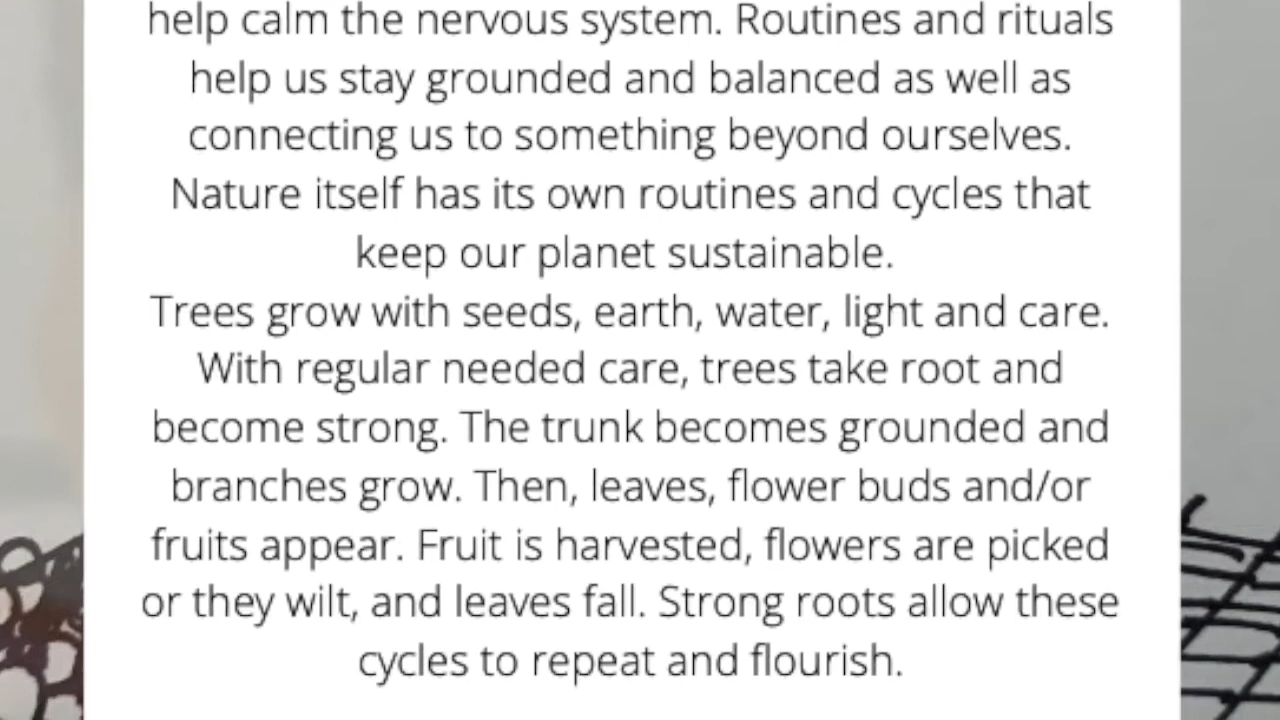 help calm the nervous system. Routines and rituals
help us stay grounded and balanced as well as
connecting us to something beyond ourselves.
Nature itself has its own routines and cycles that
keep our planet sustainable.
Trees grow with seeds, earth, water, light and care.
With regular needed care, trees take root and
become strong. The trunk becomes grounded and
branches grow. Then, leaves, flower buds and/or
fruits appear. Fruit is harvested, flowers are picked
or they wilt, and leaves fall. Strong roots allow these
cycles to repeat and flourish.